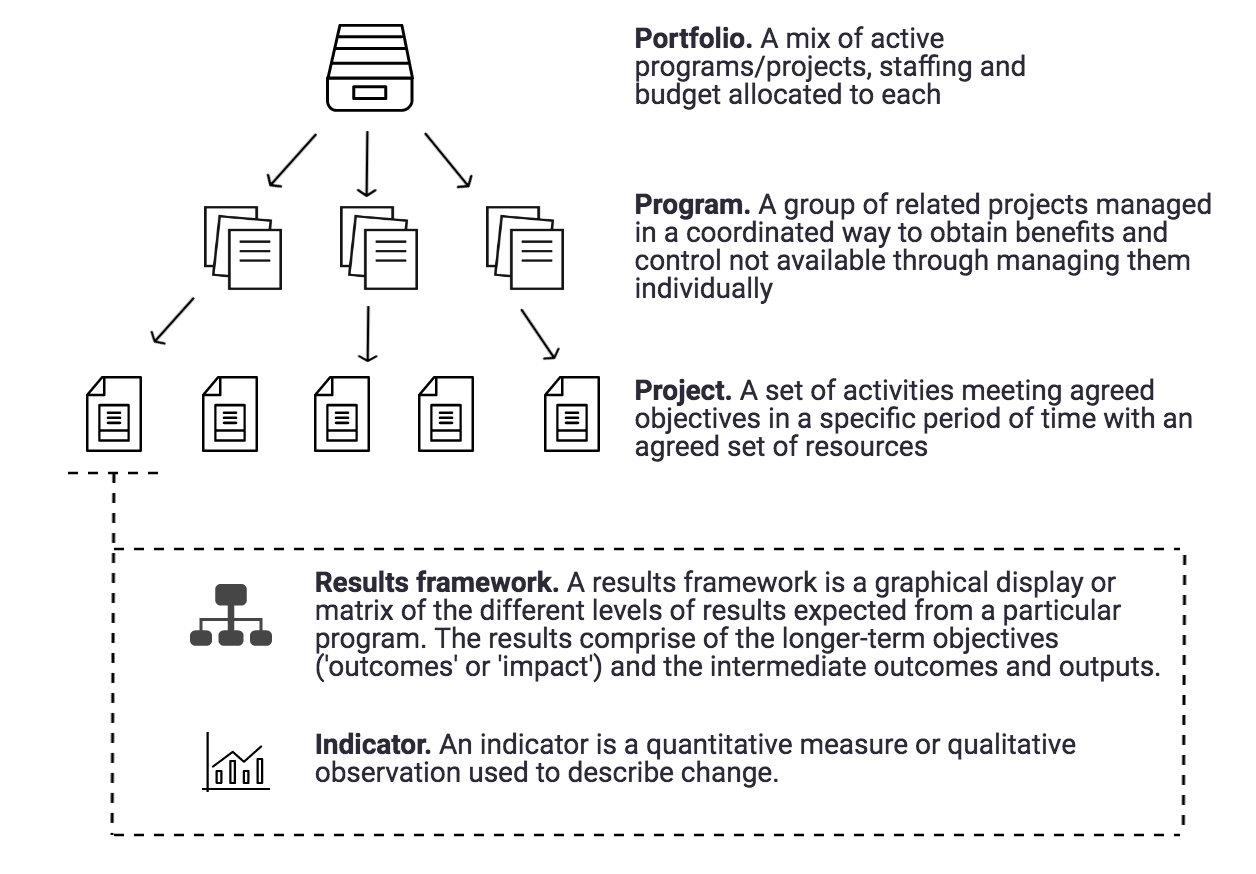 Portfolio. A mix of active
programs/projects, staffing and
budget allocated to each
Program. A group of related projects managed
in a coordinated way to obtain benefits and
control not available through managing them
individually
Project. A set of activities meeting agreed
objectives in a specific period of time with an
agreed set of resources
Results framework. A results framework is a graphical display or
matrix of the different levels of results expected from a particular
program. The results comprise of the longer-term objectives
('outcomes' or 'impact') and the intermediate outcomes and outputs.
Indicator. An indicator is a quantitative measure or qualitative
observation used to describe change.